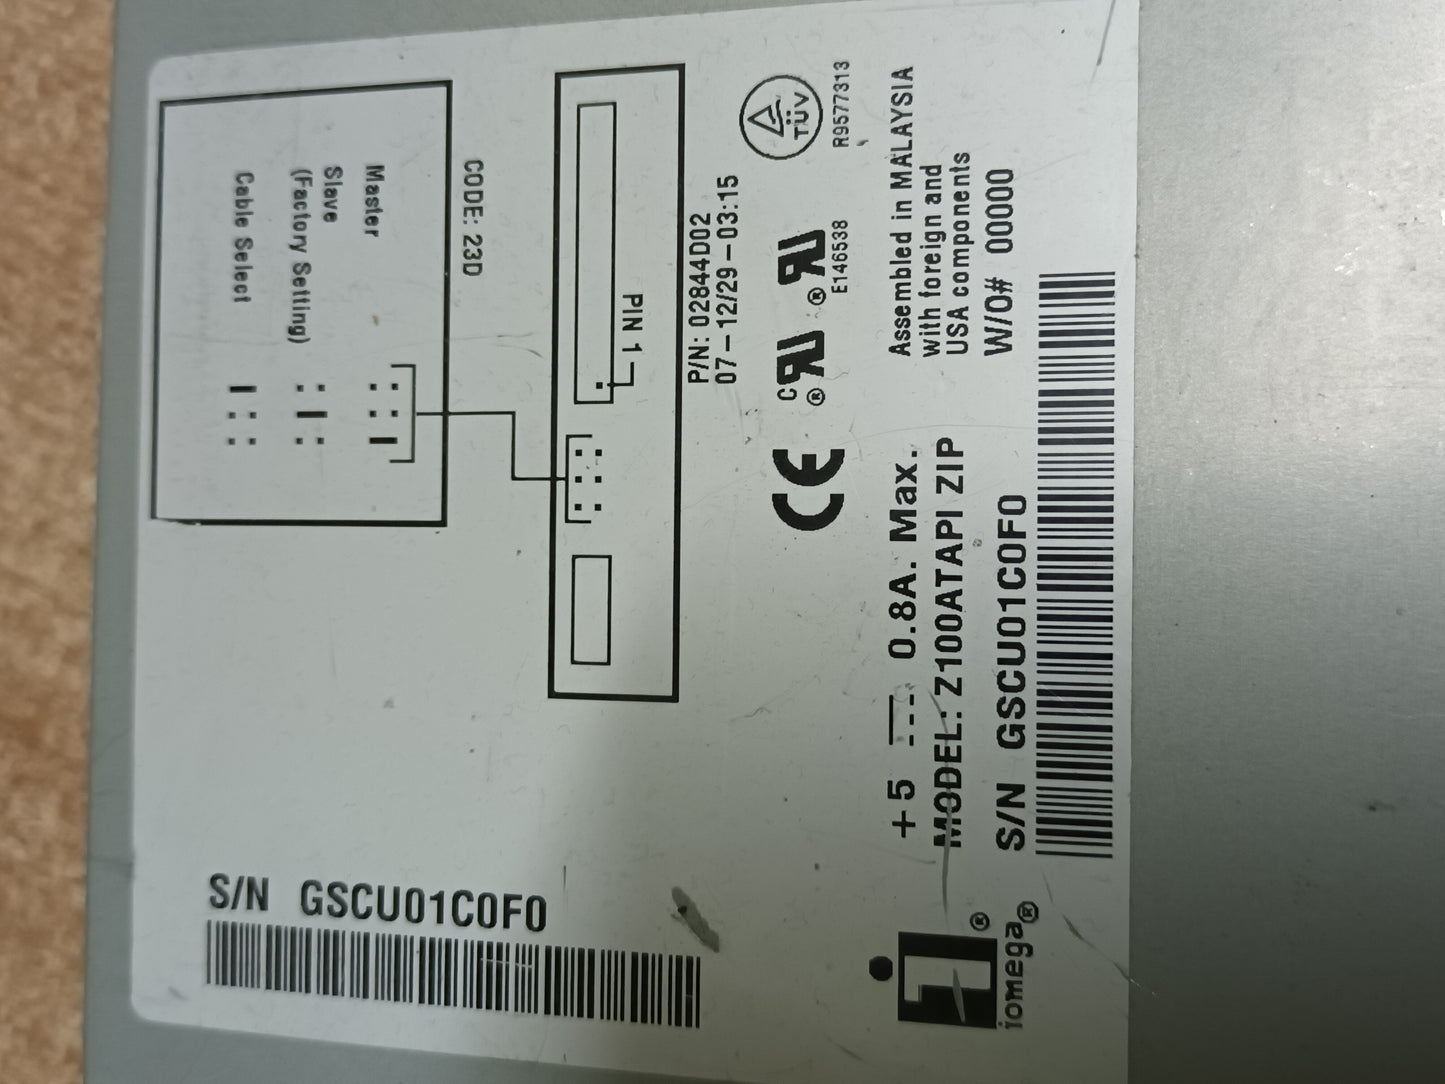 CODE: 23D
Master
Slave
(Factory Setting)
Cable Select
PIN 1
P/N: 02844D02
07-12/29-03:15
TÜV
R9577313
C ® ®
E146538
CE
Assembled in MALAYSIA
with foreign and
USA components
W/O# 00000
+5 0.8A. Max.
MODEL: Z100ATAPI ZIP
S/N GSCU01C0F0
iomega®
®
S/N GSCU01C0F0